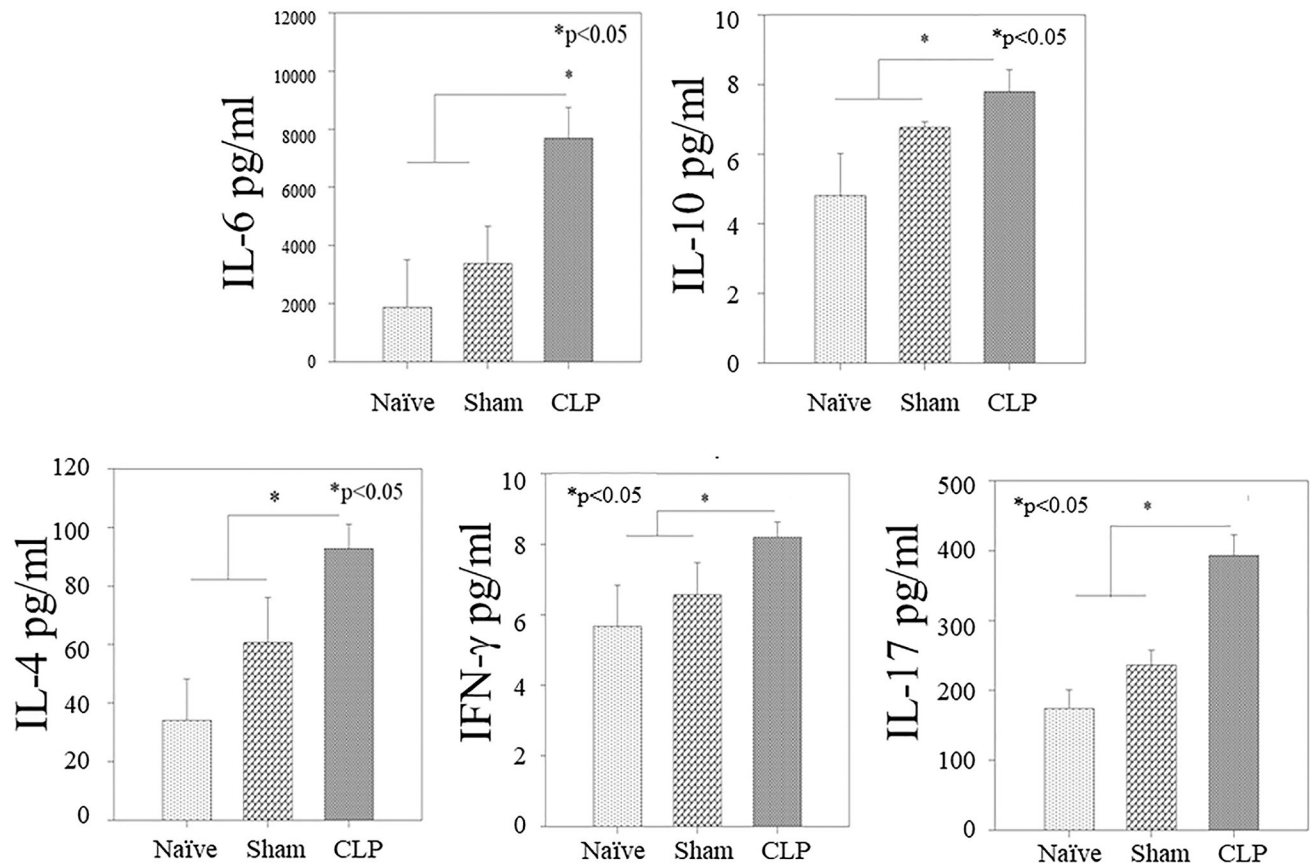 IL-6 pg/ml
12000
10000
8000
6000
4000
2000
0
*p<0.05
*
Naïve Sham CLP
IL-10 pg/ml
10
8
6
4
2
0
*
*p<0.05
Naïve Sham CLP
IL-4 pg/ml
120
100
80
60
40
20
0
*
*p<0.05
Naïve Sham CLP
IFN-γ pg/ml
10
8
6
4
2
0
*p<0.05
*
Naïve Sham CLP
IL-17 pg/ml
500
400
300
200
100
0
*p<0.05
*
Naïve Sham CLP